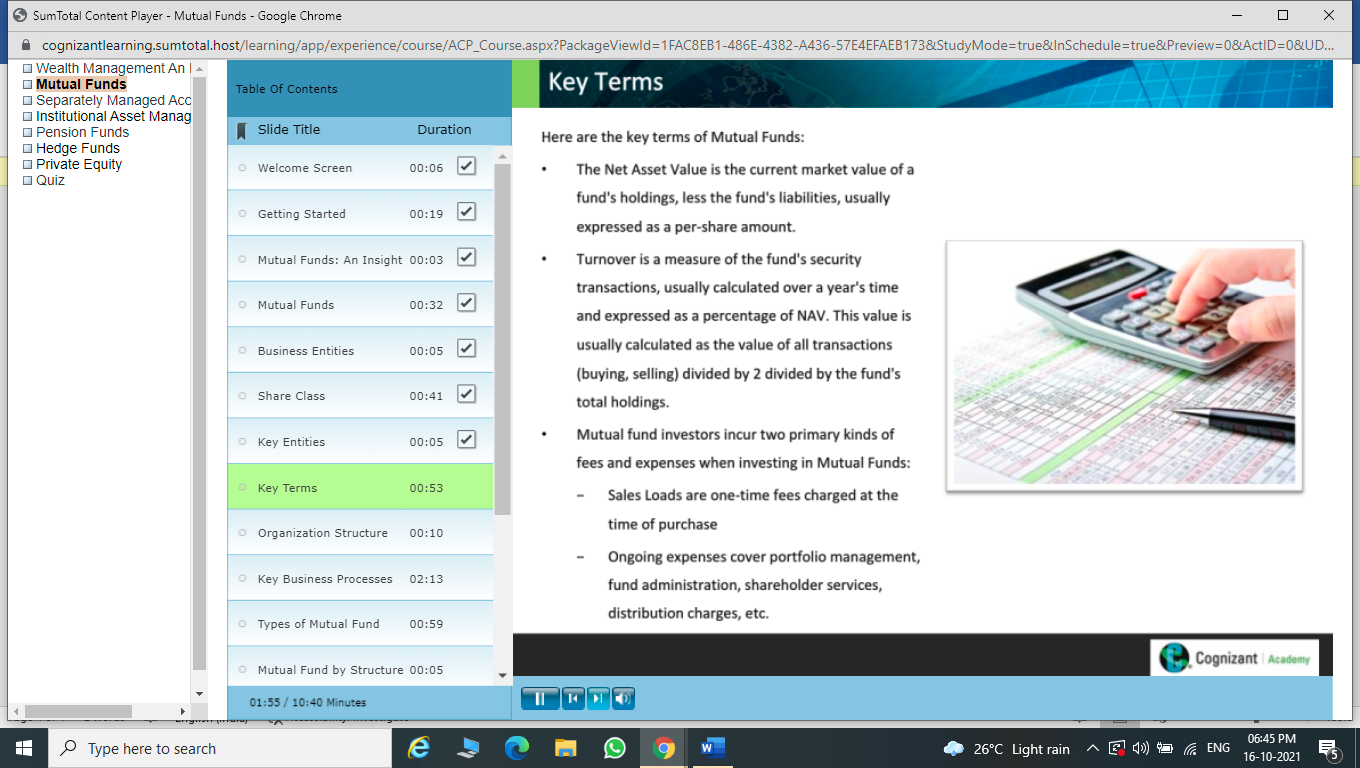 SumTotal Content Player - Mutual Funds - Google Chrome
cognizantlearning.sumtotal.host/learning/app/experience/course/ACP_Course.aspx?PackageViewId=1FAC8EB1-486E-4382-A436-57E4EFAEB173&StudyMode=true&InSchedule=true&Preview=0&ActID=0&UD...
Wealth Management An
Mutual Funds
Separately Managed Acc
Institutional Asset Manag
Pension Funds
Hedge Funds
Private Equity
Quiz
Table Of Contents
Slide Title Duration
Welcome Screen 00:06
Getting Started 00:19
Mutual Funds: An Insight 00:03
Mutual Funds 00:32
Business Entities 00:05
Share Class 00:41
Key Entities 00:05
Key Terms 00:53
Organization Structure 00:10
Key Business Processes 02:13
Types of Mutual Fund 00:59
Mutual Fund by Structure 00:05
01:55 / 10:40 Minutes
Key Terms
Here are the key terms of Mutual Funds:
• The Net Asset Value is the current market value of a
fund's holdings, less the fund's liabilities, usually
expressed as a per-share amount.
• Turnover is a measure of the fund's security
transactions, usually calculated over a year's time
and expressed as a percentage of NAV. This value is
usually calculated as the value of all transactions
(buying, selling) divided by 2 divided by the fund's
total holdings.
• Mutual fund investors incur two primary kinds of
fees and expenses when investing in Mutual Funds:
– Sales Loads are one-time fees charged at the
time of purchase
– Ongoing expenses cover portfolio management,
fund administration, shareholder services,
distribution charges, etc.
Cognizant | Academy
Type here to search
26°C Light rain
ENG
06:45 PM
16-10-2021
5